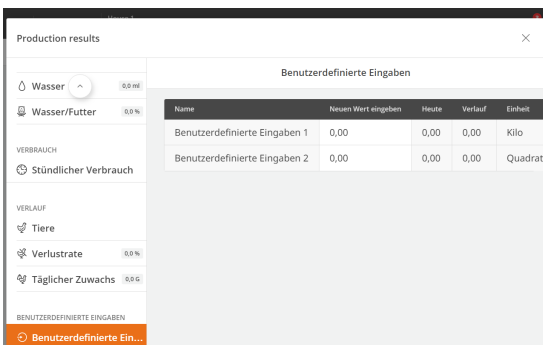 Production results
Wasser 0,0 ml
Wasser/Futter 0,0 %
VERBRAUCH
Stündlicher Verbrauch
VERLAUF
Tiere
Verlustrate 0,0 %
Täglicher Zuwachs 0,0 G
BENUTZERDEFINIERTE EINGABEN
Benutzerdefinierte Ein...
Benutzerdefinierte Eingaben
Name Neuen Wert eingeben Heute Verlauf Einheit
Benutzerdefinierte Eingaben 1 0,00 0,00 0,00 Kilo
Benutzerdefinierte Eingaben 2 0,00 0,00 0,00 Quadrat